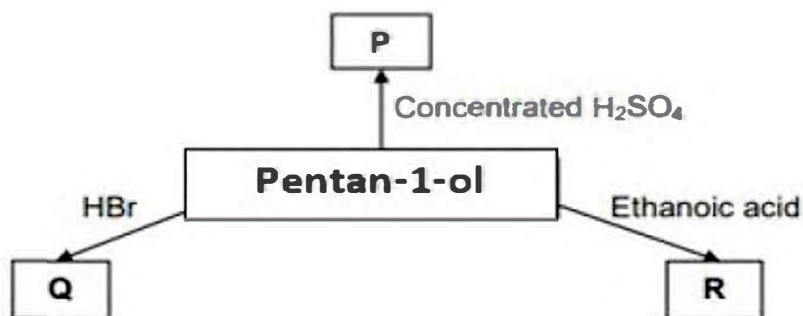 P
Concentrated H₂SO₄
Pentan-1-ol
HBr
Ethanoic acid
Q
R